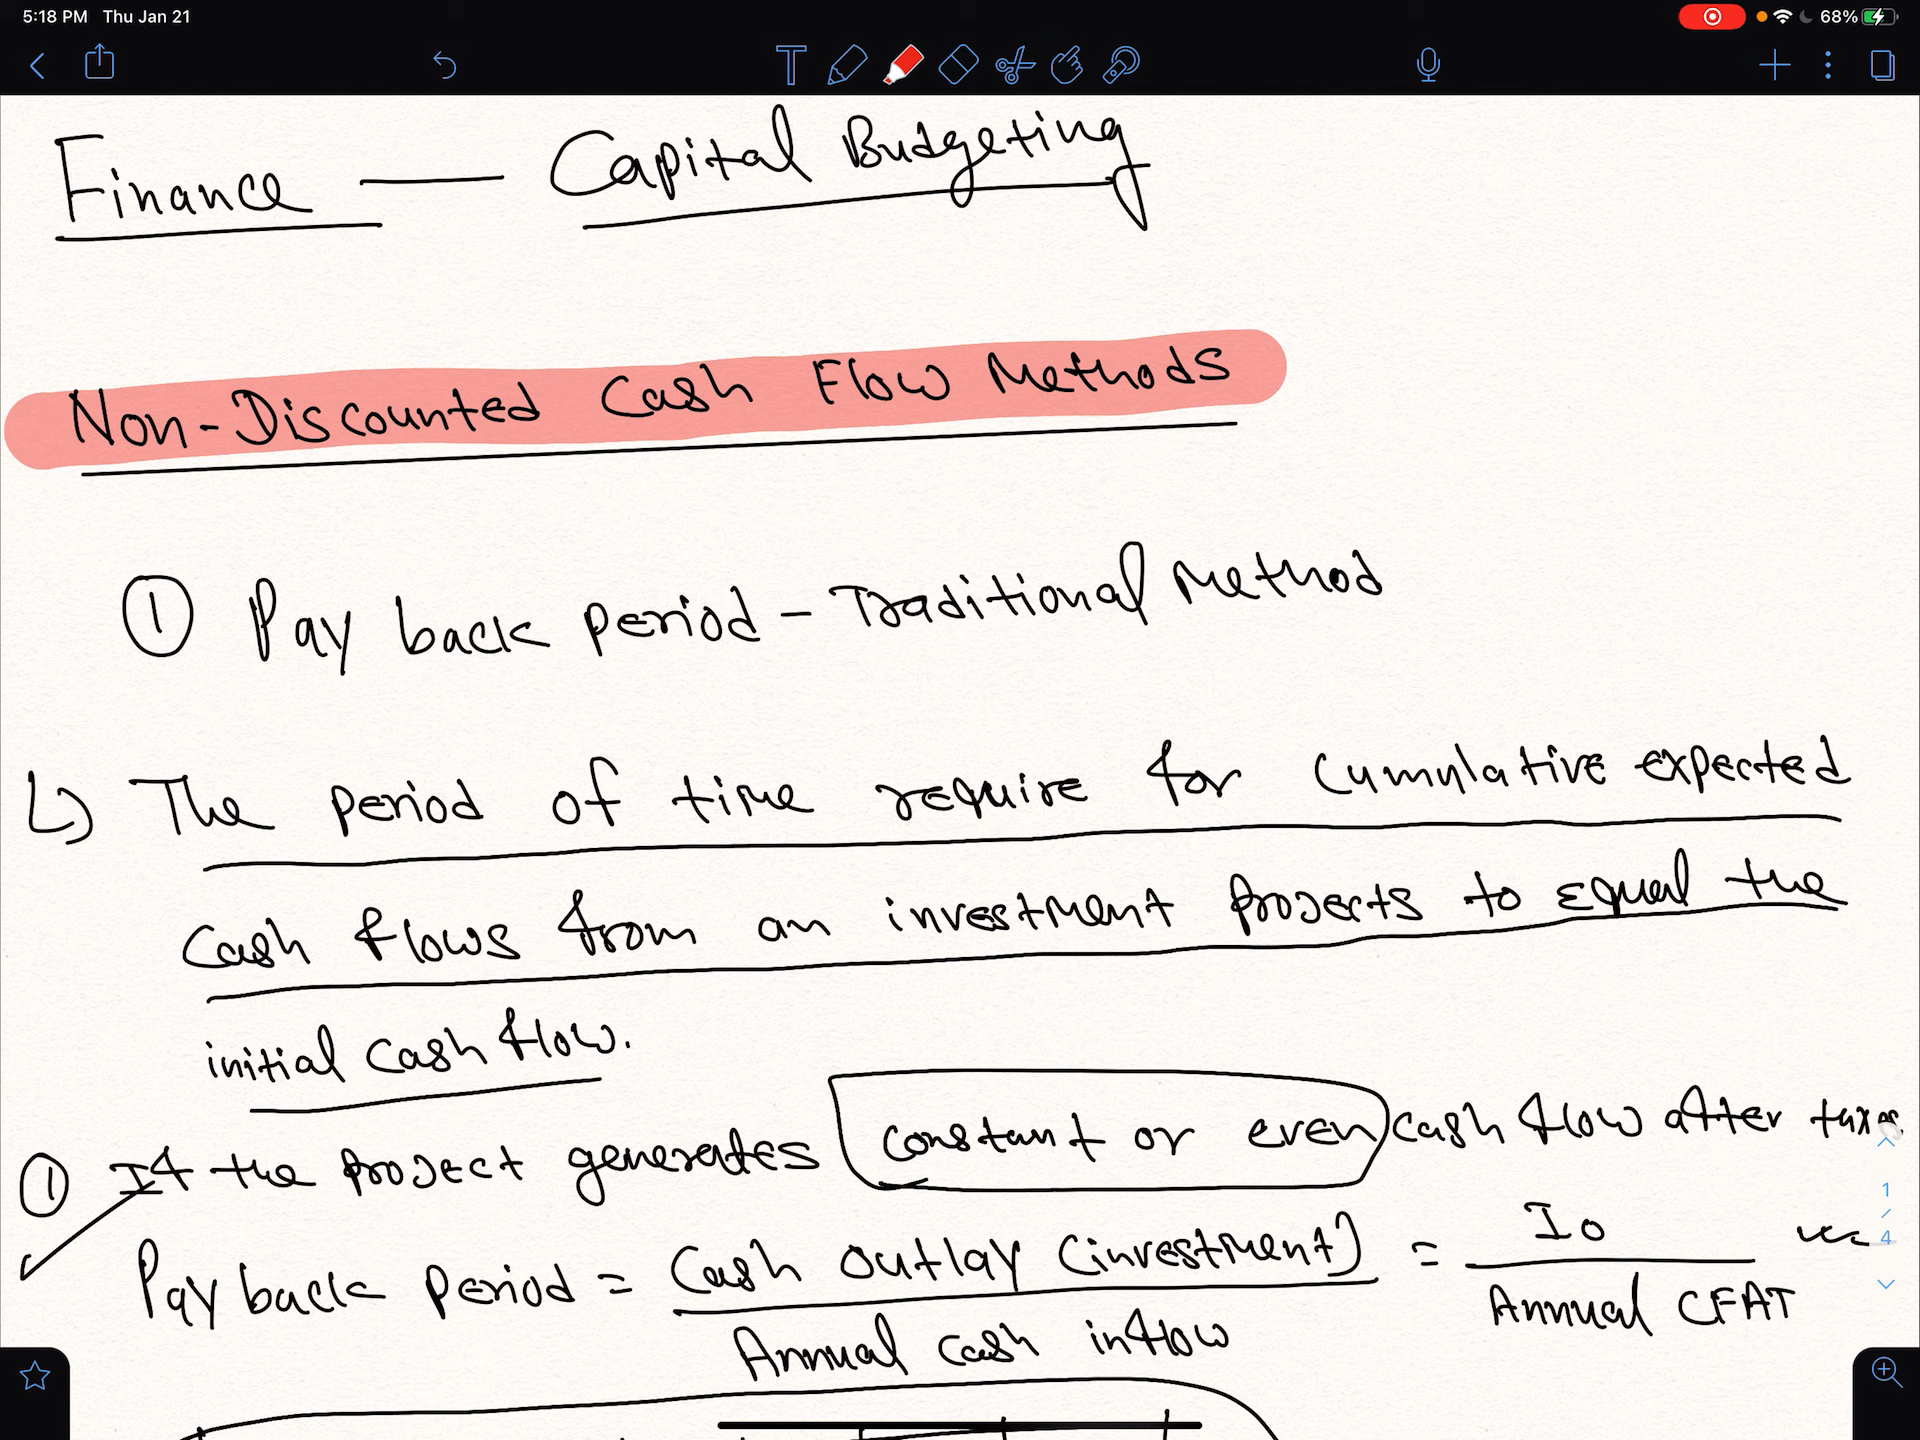 5:18 PM Thu Jan 21
68%
Finance — Capital Budgeting
Non-Discounted Cash Flow Methods
① Pay back period - Traditional Method
↳ The period of time require for cumulative expected
cash flows from an investment projects to equal the
initial cash flow.
① If the project generates constant or even cash flow after taxes.
Pay back period = Cash outlay (investment) / Annual cash inflow = Io / Annual CFAT
1
/
4